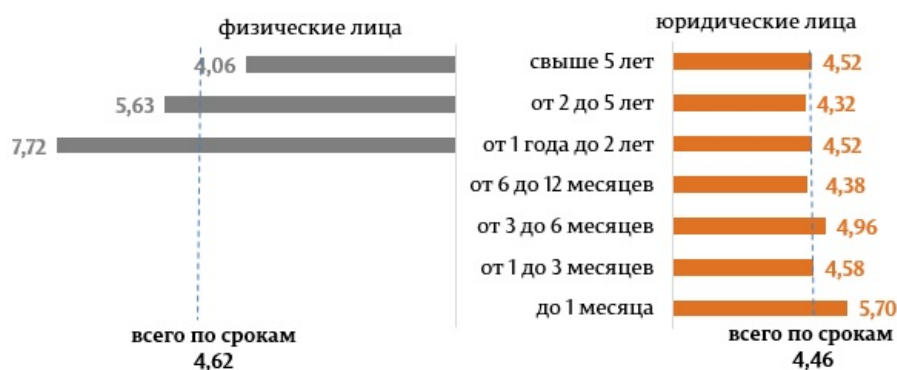 физические лица
юридические лица
4,06
свыше 5 лет
4,52
5,63
от 2 до 5 лет
4,32
7,72
от 1 года до 2 лет
4,52
от 6 до 12 месяцев
4,38
от 3 до 6 месяцев
4,96
от 1 до 3 месяцев
4,58
до 1 месяца
5,70
всего по срокам
4,62
всего по срокам
4,46